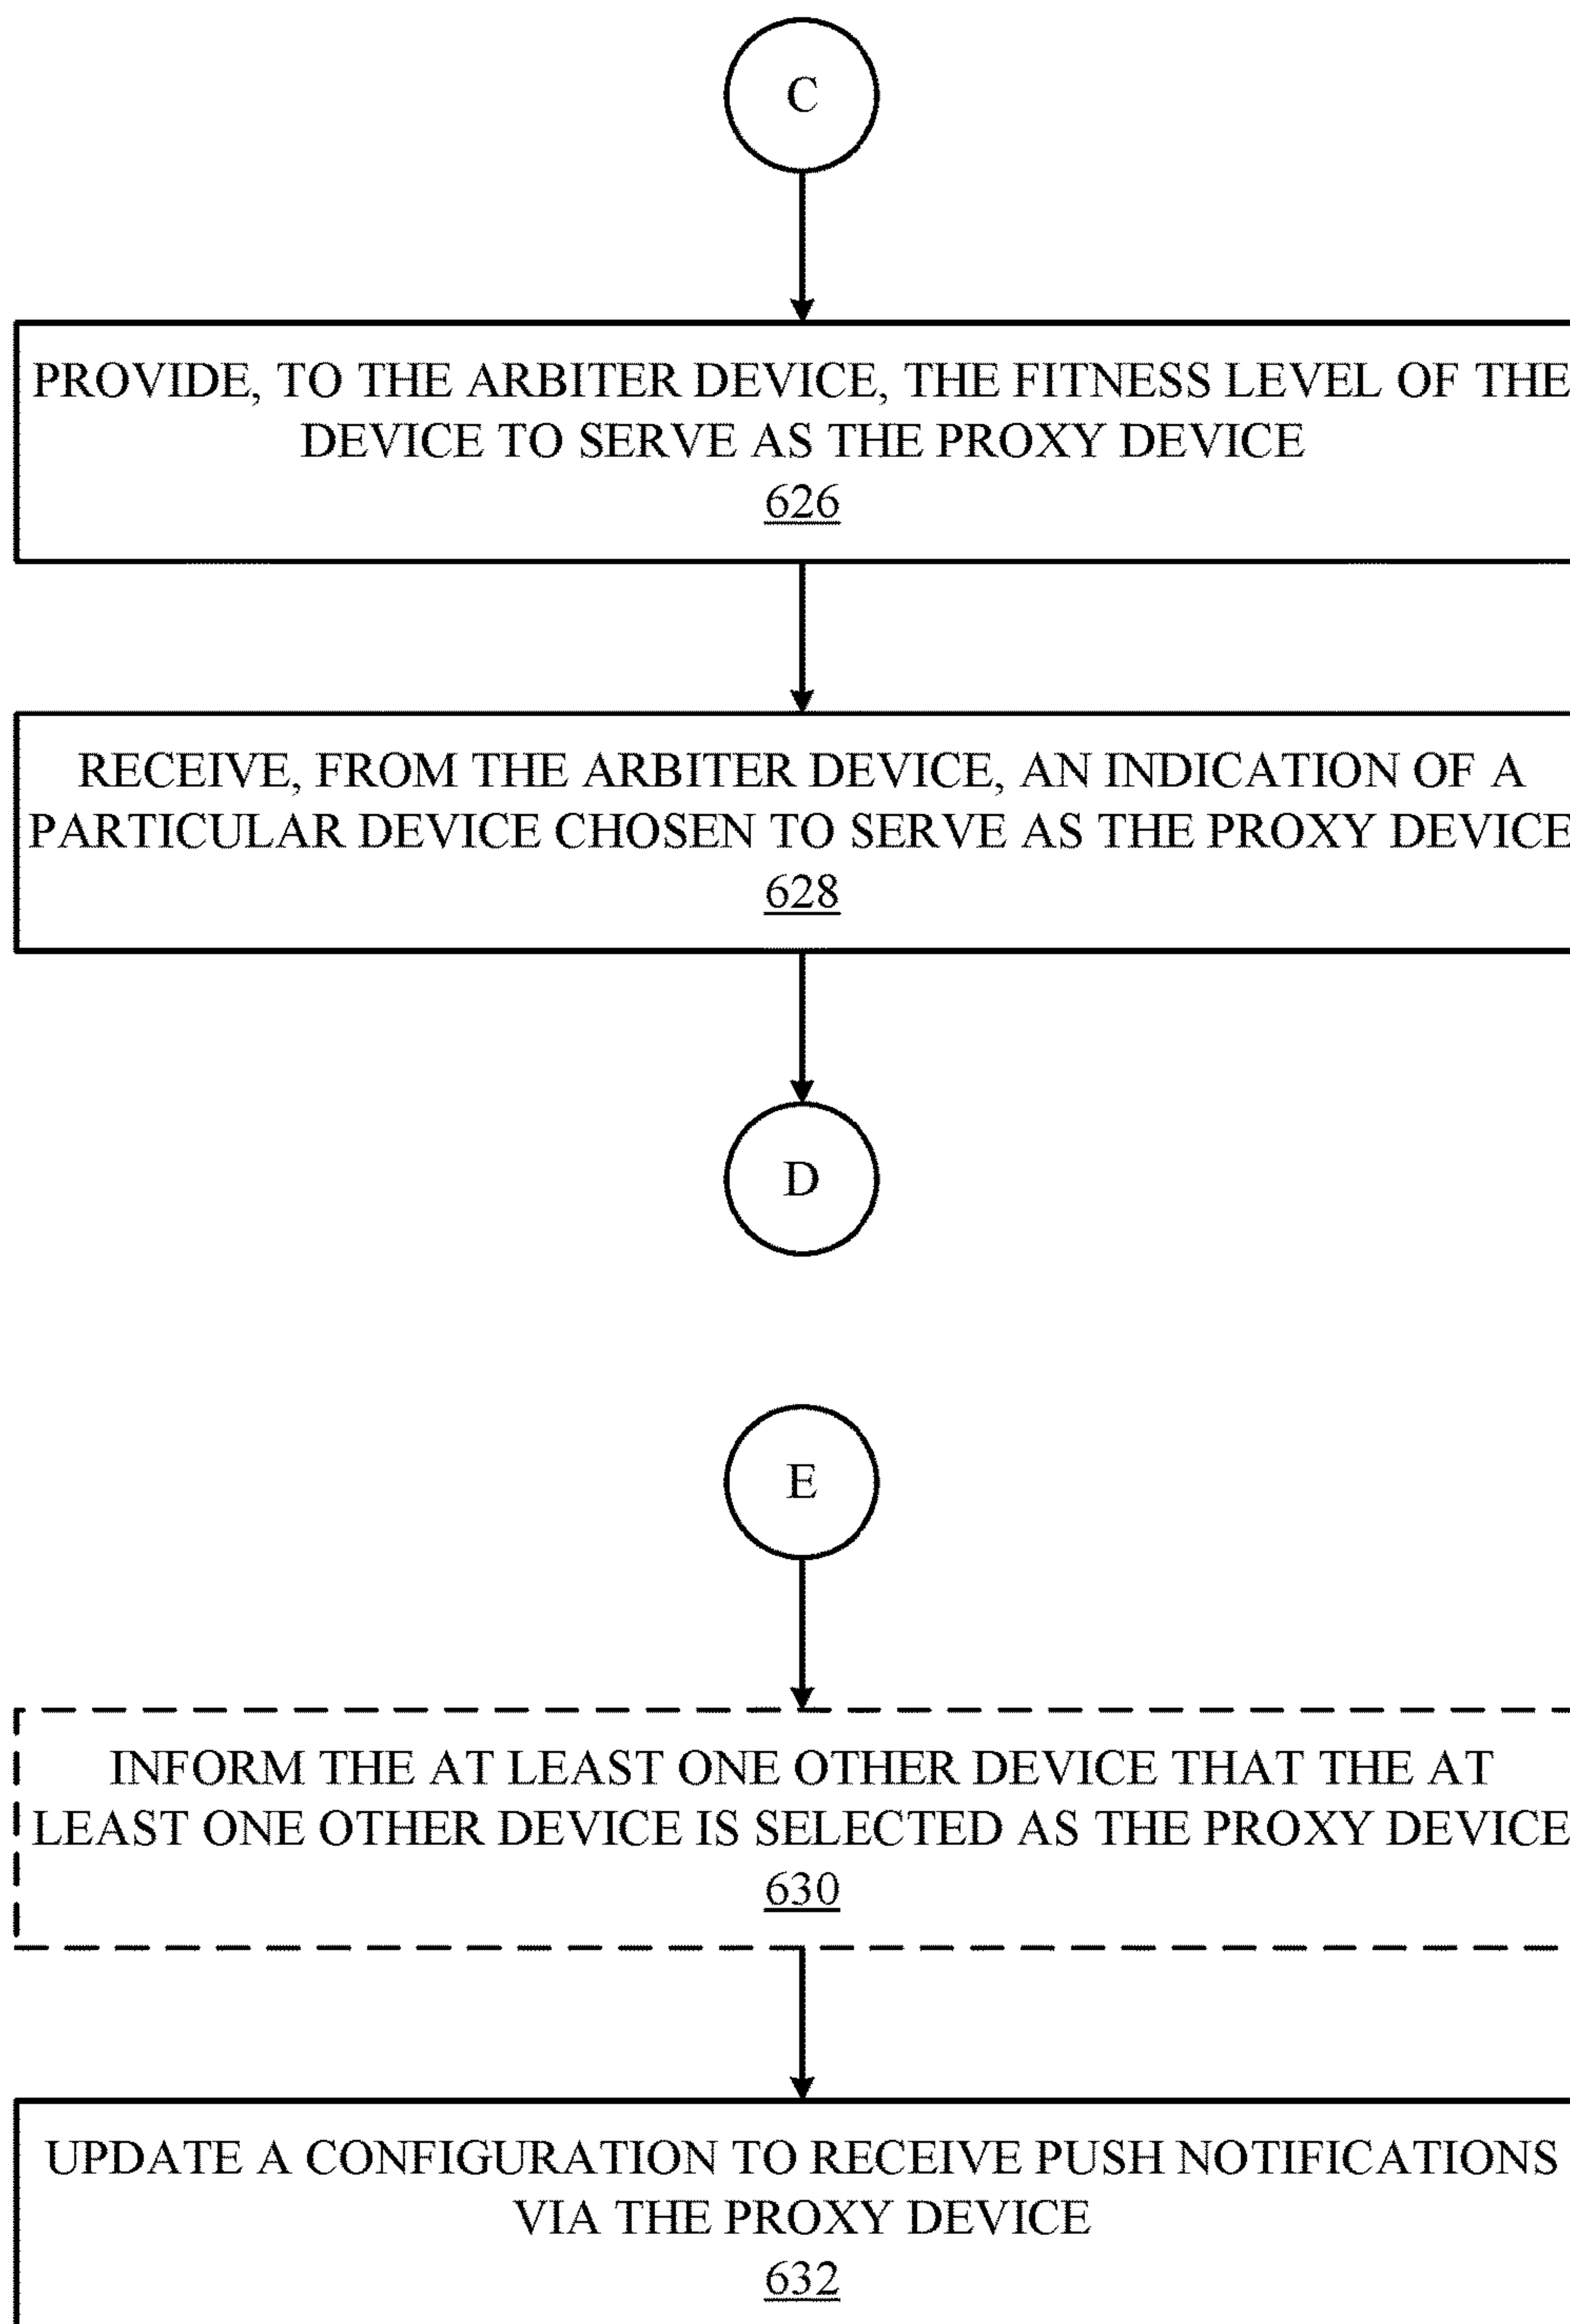 C
PROVIDE, TO THE ARBITER DEVICE, THE FITNESS LEVEL OF THE
DEVICE TO SERVE AS THE PROXY DEVICE
626
RECEIVE, FROM THE ARBITER DEVICE, AN INDICATION OF A
PARTICULAR DEVICE CHOSEN TO SERVE AS THE PROXY DEVICE
628
D
E
INFORM THE AT LEAST ONE OTHER DEVICE THAT THE AT
LEAST ONE OTHER DEVICE IS SELECTED AS THE PROXY DEVICE
630
UPDATE A CONFIGURATION TO RECEIVE PUSH NOTIFICATIONS
VIA THE PROXY DEVICE
632